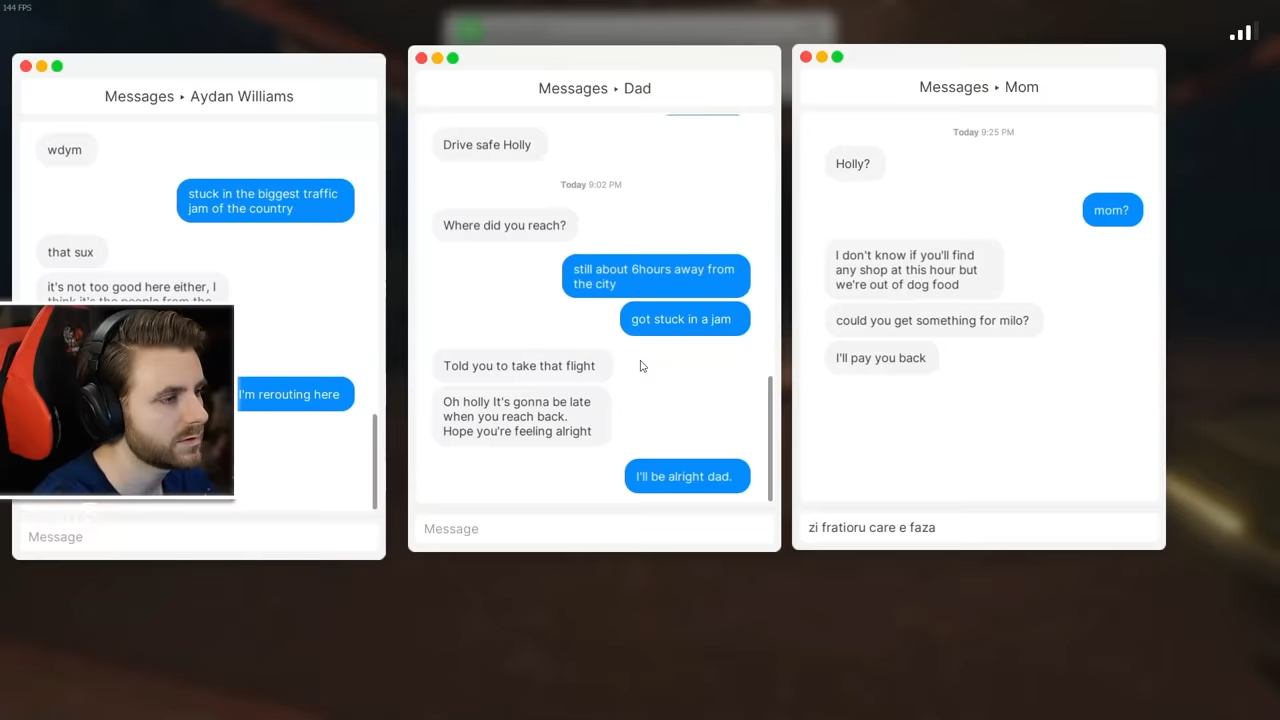 144 FPS
Messages ‣ Aydan Williams
wdym
stuck in the biggest traffic
jam of the country
that sux
it's not too good here either, I
think it's the people from the
I'm rerouting here
Message
Messages ‣ Dad
Drive safe Holly
Today 9:02 PM
Where did you reach?
still about 6hours away from
the city
got stuck in a jam
Told you to take that flight
Oh holly It's gonna be late
when you reach back.
Hope you're feeling alright
I'll be alright dad.
Message
Messages ‣ Mom
Today 9:25 PM
Holly?
mom?
I don't know if you'll find
any shop at this hour but
we're out of dog food
could you get something for milo?
I'll pay you back
zi fratioru care e faza